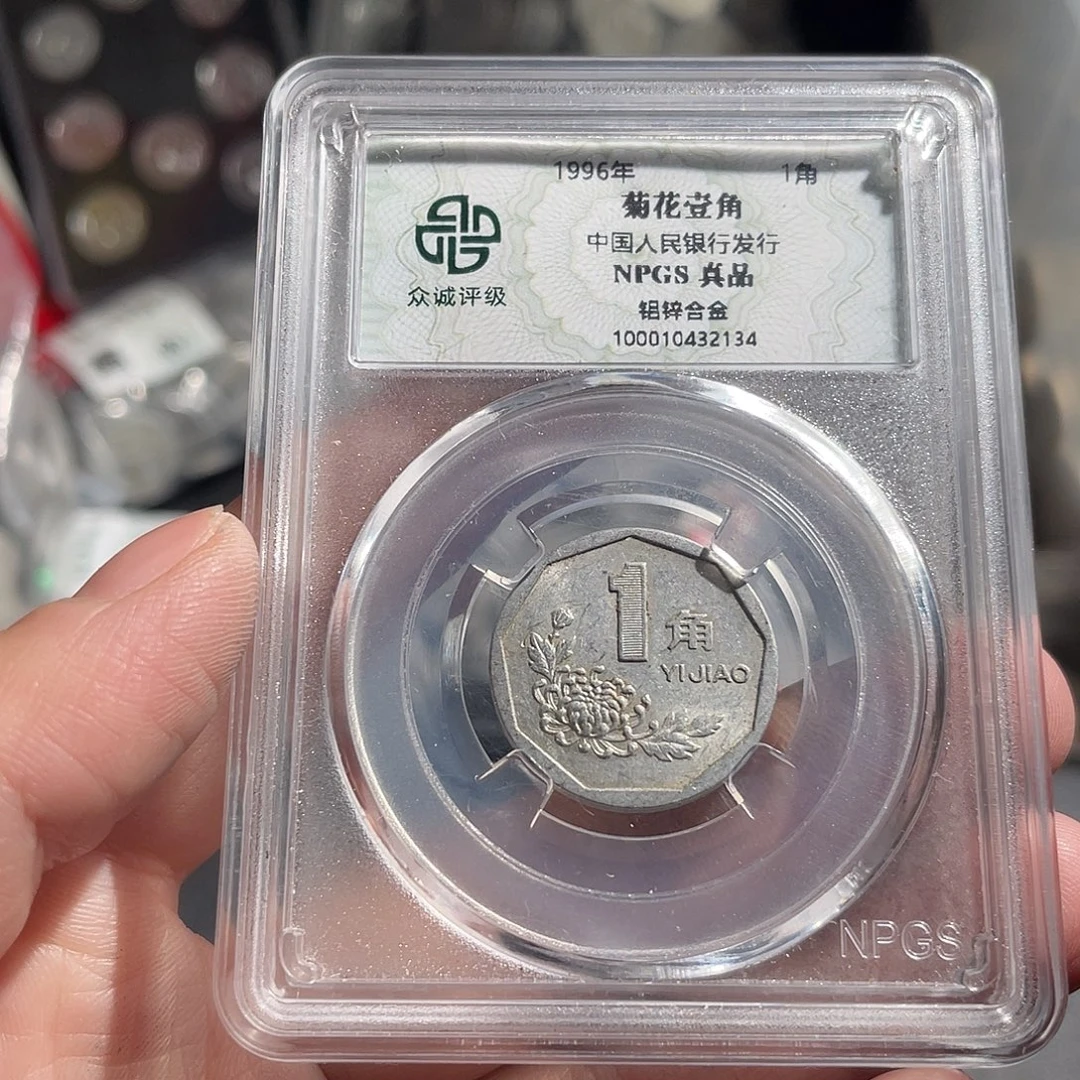 1996年 1角
菊花壹角
中国人民银行发行
NPGS 真品
铝锌合金
100010432134
众诚评级
1角
YI JIAO
NPGS